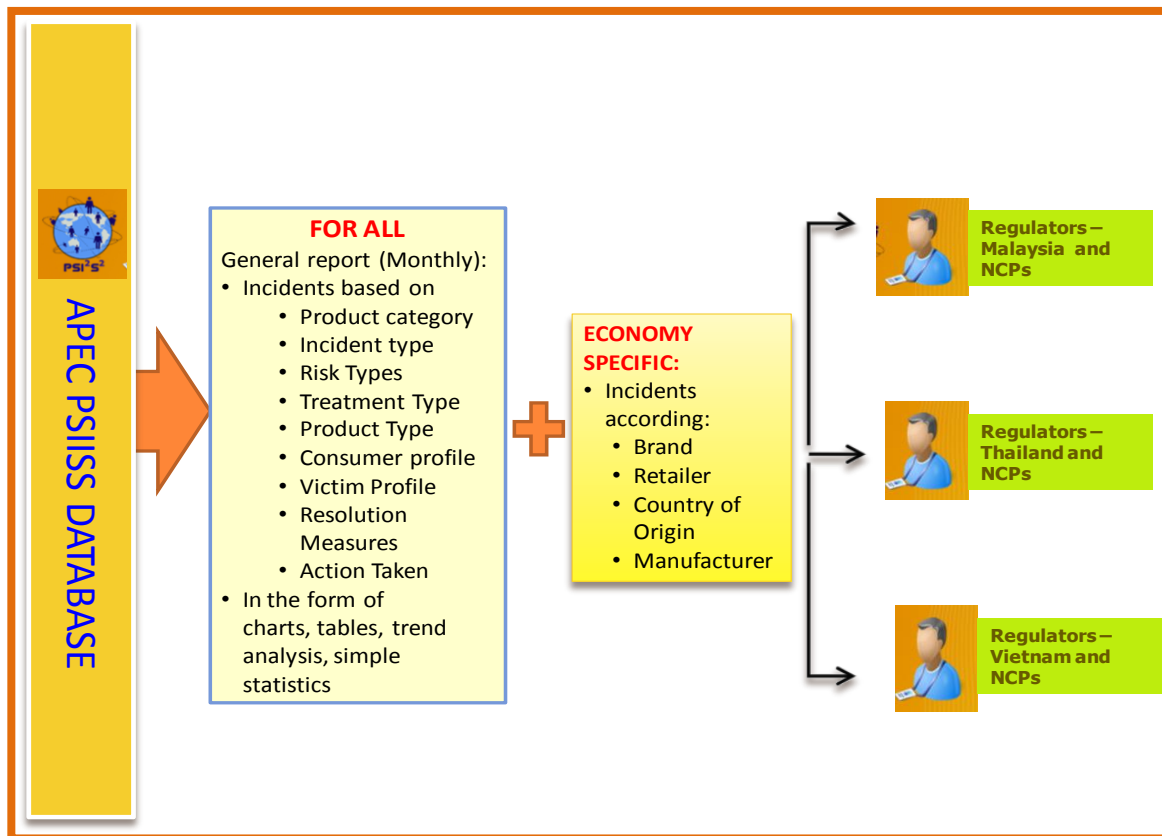 PSI²S²
APEC PSIISS DATABASE
FOR ALL
General report (Monthly):
• Incidents based on
• Product category
• Incident type
• Risk Types
• Treatment Type
• Product Type
• Consumer profile
• Victim Profile
• Resolution
Measures
• Action Taken
• In the form of
charts, tables, trend
analysis, simple
statistics
ECONOMY
SPECIFIC:
• Incidents
according:
• Brand
• Retailer
• Country of
Origin
• Manufacturer
Regulators –
Malaysia and
NCPs
Regulators –
Thailand and
NCPs
Regulators –
Vietnam and
NCPs